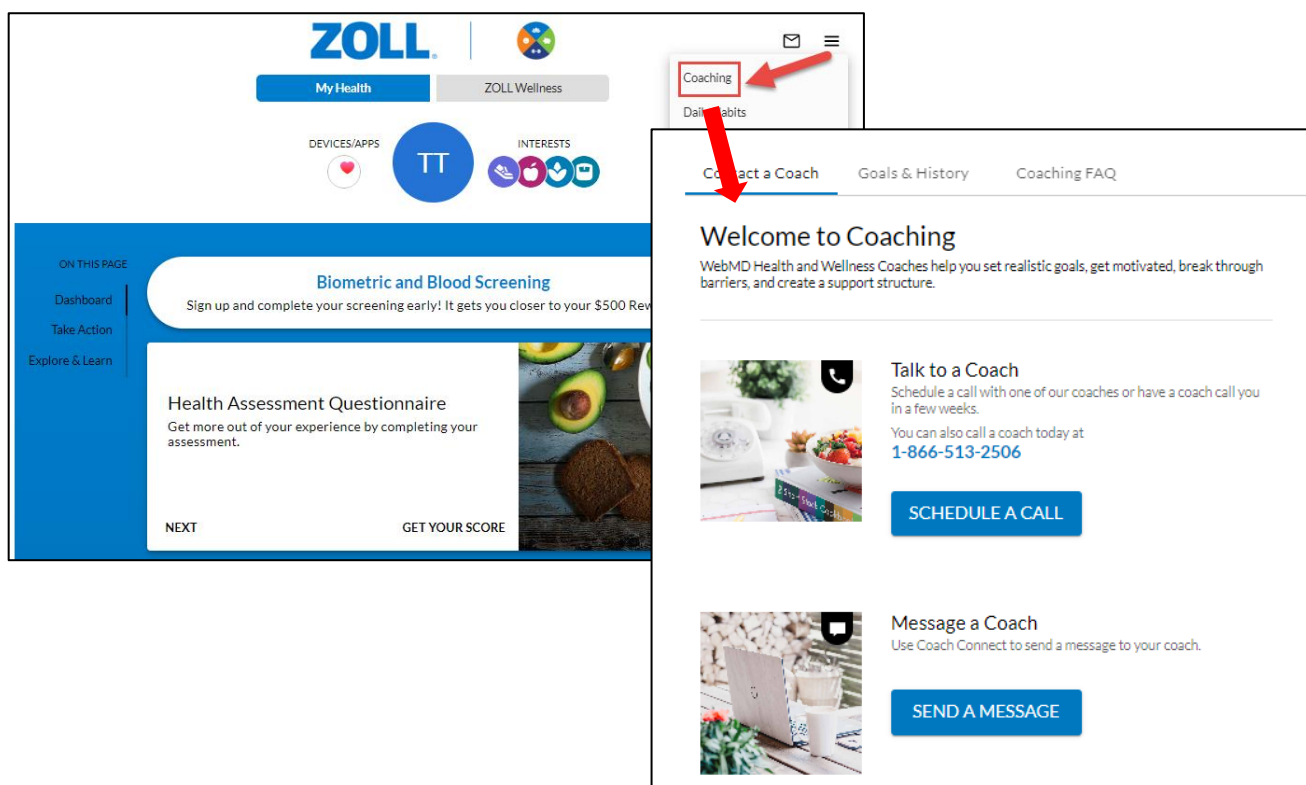 ZOLL
My Health
ZOLL Wellness
Coaching
DEVICES/APPS
TT
INTERESTS
ON THIS PAGE
Dashboard
Take Action
Explore & Learn
Biometric and Blood Screening
Sign up and complete your screening early! It gets you closer to your $500
Health Assessment Questionnaire
Get more out of your experience by completing your
assessment.
NEXT
GET YOUR SCORE
a Coach
Goals & History
Coaching FAQ
Welcome to Coaching
WebMD Health and Wellness Coaches help you set realistic goals, get motivated, break through
barriers, and create a support structure.
Talk to a Coach
Schedule a call with one of our coaches or have a coach call you
in a few weeks.
You can also call a coach today at
1-866-513-2506
SCHEDULE A CALL
Message a Coach
Use Coach Connect to send a message to your coach.
SEND A MESSAGE